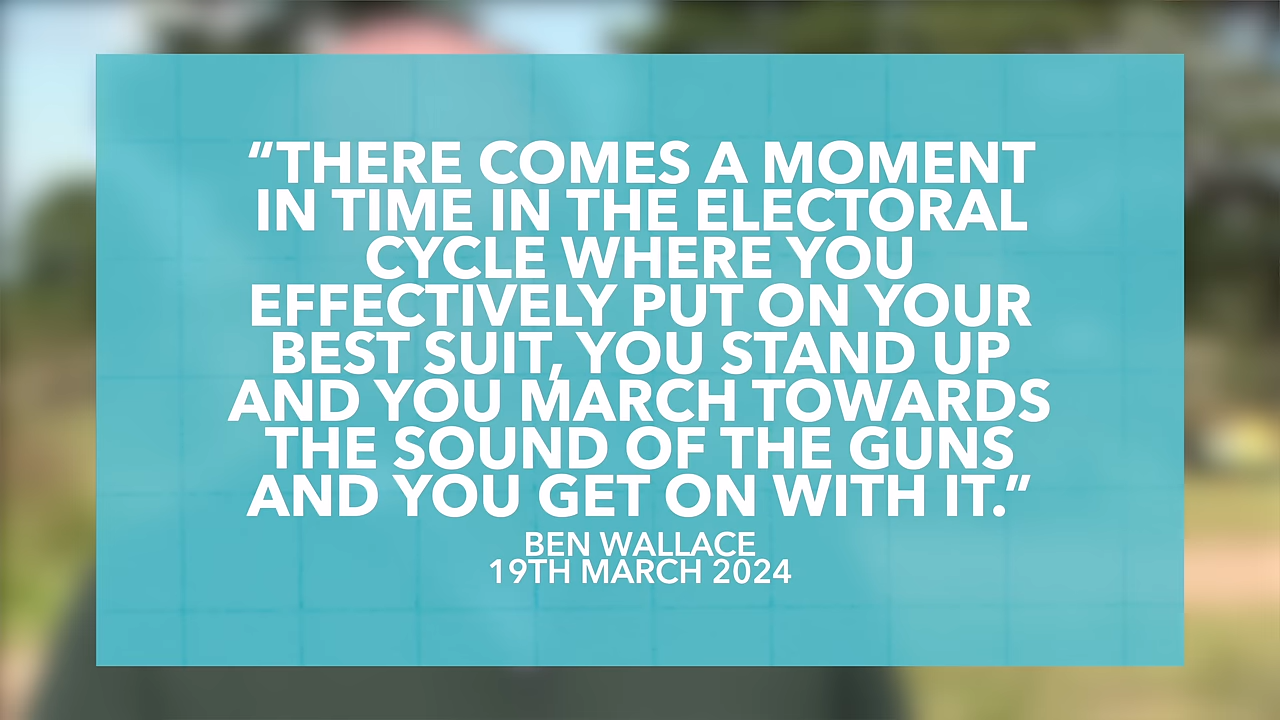 “THERE COMES A MOMENT
IN TIME IN THE ELECTORAL
CYCLE WHERE YOU
EFFECTIVELY PUT ON YOUR
BEST SUIT, YOU STAND UP
AND YOU MARCH TOWARDS
THE SOUND OF THE GUNS
AND YOU GET ON WITH IT.”
BEN WALLACE
19TH MARCH 2024